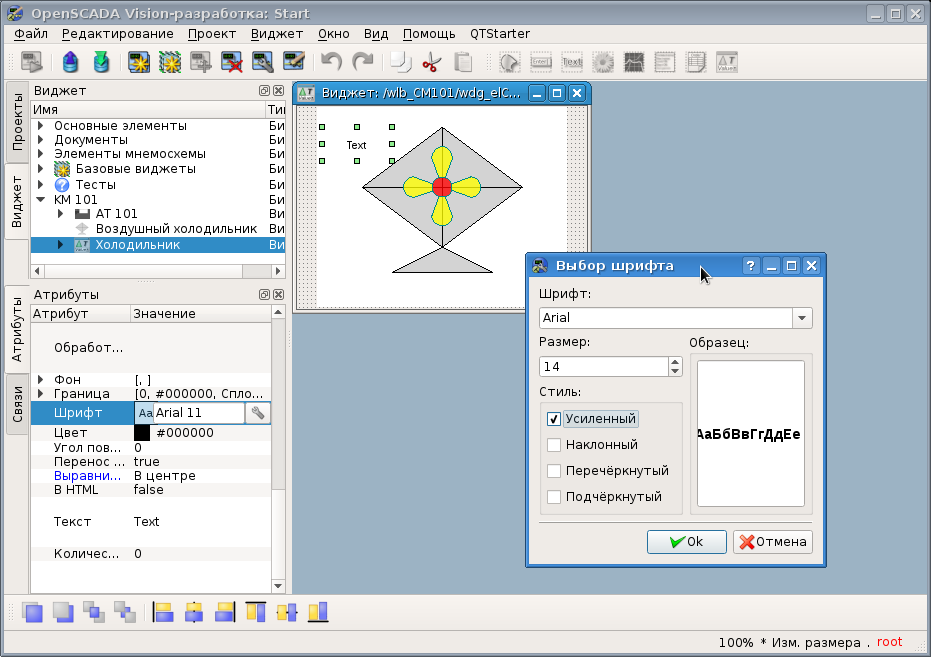 OpenSCADA Vision-разработка: Start
Файл Редактирование Проект Виджет Окно Вид Помощь QTStarter
Проекты
Виджет
Виджет
Имя Ти
Основные элементы Би
Документы Би
Элементы мнемосхемы Би
Базовые виджеты Би
Тесты Би
КМ 101 Би
АТ 101 Ви
Воздушный холодильник Ви
Холодильник Ви
Атрибуты
Связи
Атрибуты
Атрибут Значение
Обработ...
Фон [, ]
Граница [0, #000000, Спло...
Шрифт Aa Arial 11
Цвет #000000
Угол пов... 0
Перенос ... true
Выравни... В центре
В HTML false
Текст Text
Количес... 0
Виджет: /wlb_CM101/wdg_elC...
Text
Выбор шрифта
Шрифт:
Arial
Размер: Образец:
14
Стиль:
Усиленный
Наклонный
Перечёркнутый
Подчёркнутый
АаБбВвГгДдЕе
Ok Отмена
100% * Изм. размера . root